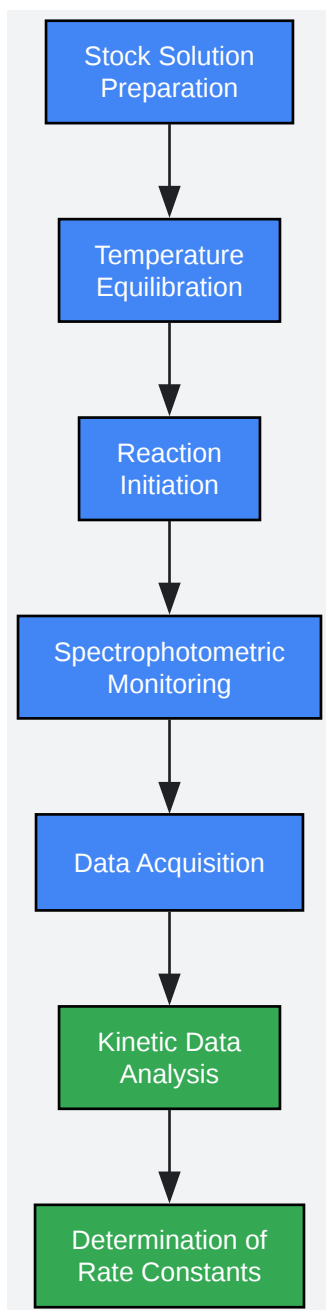 Stock Solution
Preparation
Temperature
Equilibration
Reaction
Initiation
Spectrophotometric
Monitoring
Data Acquisition
Kinetic Data
Analysis
Determination of
Rate Constants